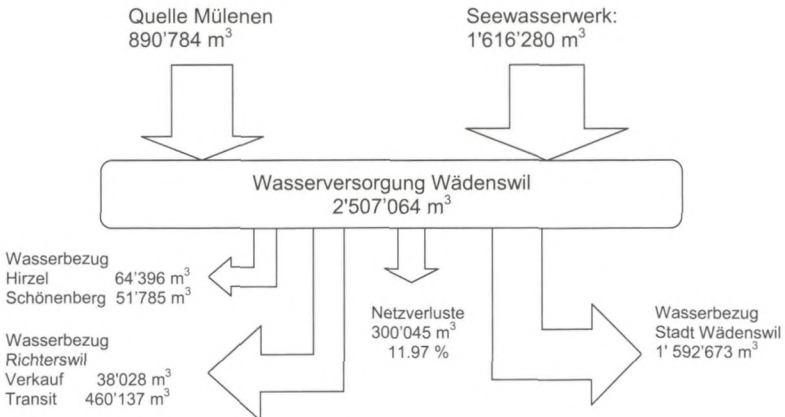 Quelle Mülenen
890'784 m³
Seewasserwerk:
1'616'280 m³
Wasserversorgung Wädenswil
2'507'064 m³
Wasserbezug
Hirzel 64'396 m³
Schönenberg 51'785 m³
Netzverluste
300'045 m³
11.97 %
Wasserbezug
Stadt Wädenswil
1' 592'673 m³
Wasserbezug
Richterswil
Verkauf 38'028 m³
Transit 460'137 m³